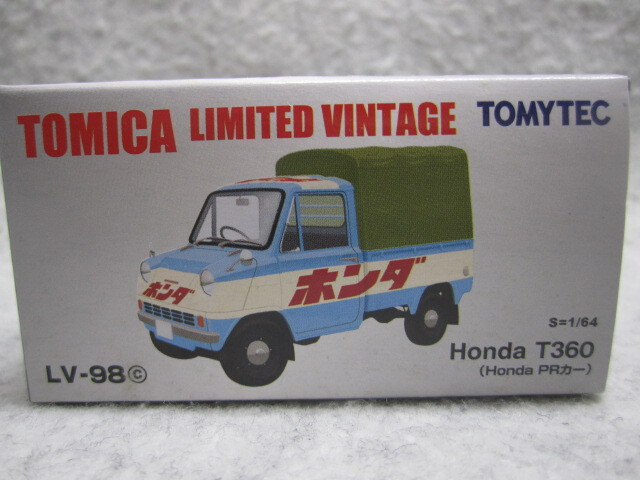 TOMICA LIMITED VINTAGE TOMYTEC
ホンダ
ホンダ
S=1/64
Honda T360
(Honda PRカー)
LV-98ⓒ